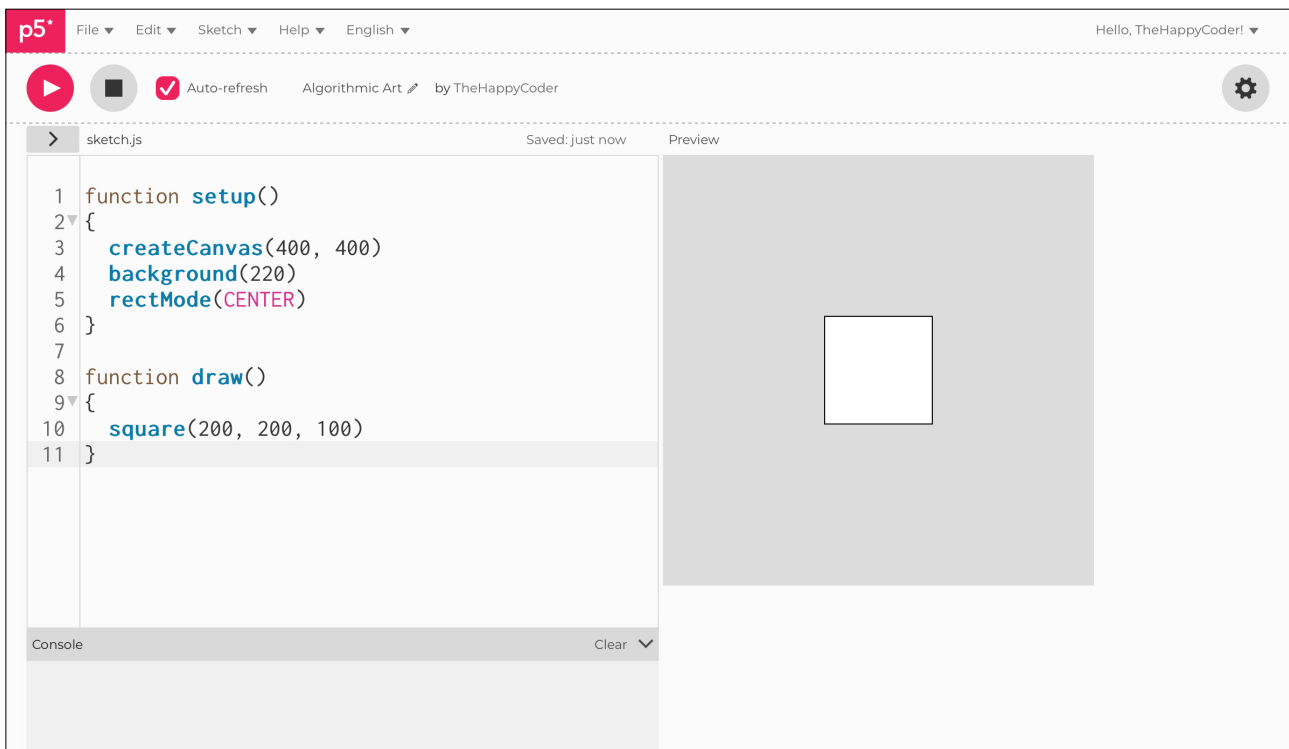 p5* File Edit Sketch Help English Hello, TheHappyCoder!
Auto-refresh Algorithmic Art by TheHappyCoder
sketch.js Saved: just now Preview
1 function setup()
2 {
3 createCanvas(400, 400)
4 background(220)
5 rectMode(CENTER)
6 }
7
8 function draw()
9 {
10 square(200, 200, 100)
11 }
Console Clear